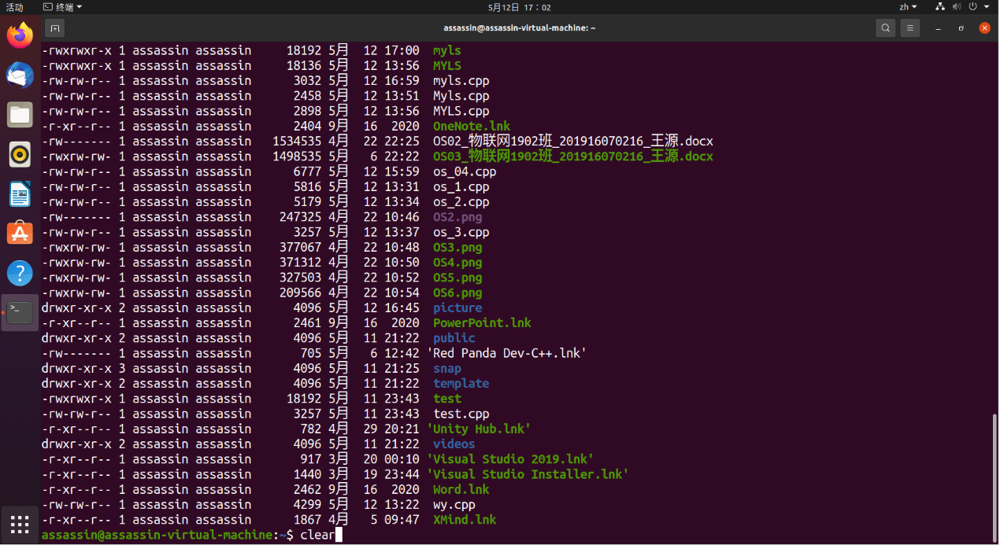 活动 终端 5月12日 17：02 zh
assassin@assassin-virtual-machine: ~
-rwxrwxr-x 1 assassin assassin 18192 5月 12 17:00 myls
-rwxrwxr-x 1 assassin assassin 18136 5月 12 13:56 MYLS
-rw-rw-r-- 1 assassin assassin 3032 5月 12 16:59 myls.cpp
-rw-rw-r-- 1 assassin assassin 2458 5月 12 13:51 Myls.cpp
-rw-rw-r-- 1 assassin assassin 2898 5月 12 13:56 MYLS.cpp
-r-xr--r-- 1 assassin assassin 2404 9月 16 2020 OneNote.lnk
-rw------- 1 assassin assassin 1534535 4月 22 22:25 OS02_物联网1902班_201916070216_王源.docx
-rwxrw-rw- 1 assassin assassin 1498535 5月 6 22:22 OS03_物联网1902班_201916070216_王源.docx
-rw-rw-r-- 1 assassin assassin 6777 5月 12 15:59 os_04.cpp
-rw-rw-r-- 1 assassin assassin 5816 5月 12 13:31 os_1.cpp
-rw-rw-r-- 1 assassin assassin 5179 5月 12 13:34 os_2.cpp
-rw------- 1 assassin assassin 247325 4月 22 10:46 OS2.png
-rw-rw-r-- 1 assassin assassin 3257 5月 12 13:37 os_3.cpp
-rwxrw-rw- 1 assassin assassin 377067 4月 22 10:48 OS3.png
-rwxrw-rw- 1 assassin assassin 371312 4月 22 10:50 OS4.png
-rwxrw-rw- 1 assassin assassin 327503 4月 22 10:52 OS5.png
-rwxrw-rw- 1 assassin assassin 209566 4月 22 10:54 OS6.png
drwxr-xr-x 2 assassin assassin 4096 5月 12 16:45 picture
-r-xr--r-- 1 assassin assassin 2461 9月 16 2020 PowerPoint.lnk
drwxr-xr-x 2 assassin assassin 4096 5月 11 21:22 public
-rw------- 1 assassin assassin 705 5月 6 12:42 'Red Panda Dev-C++.lnk'
drwxr-xr-x 3 assassin assassin 4096 5月 11 21:25 snap
drwxr-xr-x 2 assassin assassin 4096 5月 11 21:22 template
-rwxrwxr-x 1 assassin assassin 18192 5月 11 23:43 test
-rw-rw-r-- 1 assassin assassin 3257 5月 11 23:43 test.cpp
-r-xr--r-- 1 assassin assassin 782 4月 29 20:21 'Unity Hub.lnk'
drwxr-xr-x 2 assassin assassin 4096 5月 11 21:22 videos
-r-xr--r-- 1 assassin assassin 917 3月 20 00:10 'Visual Studio 2019.lnk'
-r-xr--r-- 1 assassin assassin 1440 3月 19 23:44 'Visual Studio Installer.lnk'
-r-xr--r-- 1 assassin assassin 2462 9月 16 2020 Word.lnk
-rw-rw-r-- 1 assassin assassin 4299 5月 12 13:22 wy.cpp
-r-xr--r-- 1 assassin assassin 1867 4月 5 09:47 XMind.lnk
assassin@assassin-virtual-machine:~$ clear